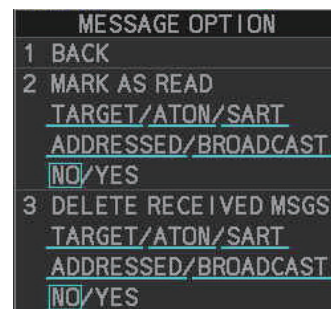 MESSAGE OPTION
1 BACK
2 MARK AS READ
TARGET/ATON/SART
ADDRESSED/BROADCAST
NO/YES
3 DELETE RECEIVED MSGS
TARGET/ATON/SART
ADDRESSED/BROADCAST
NO/YES